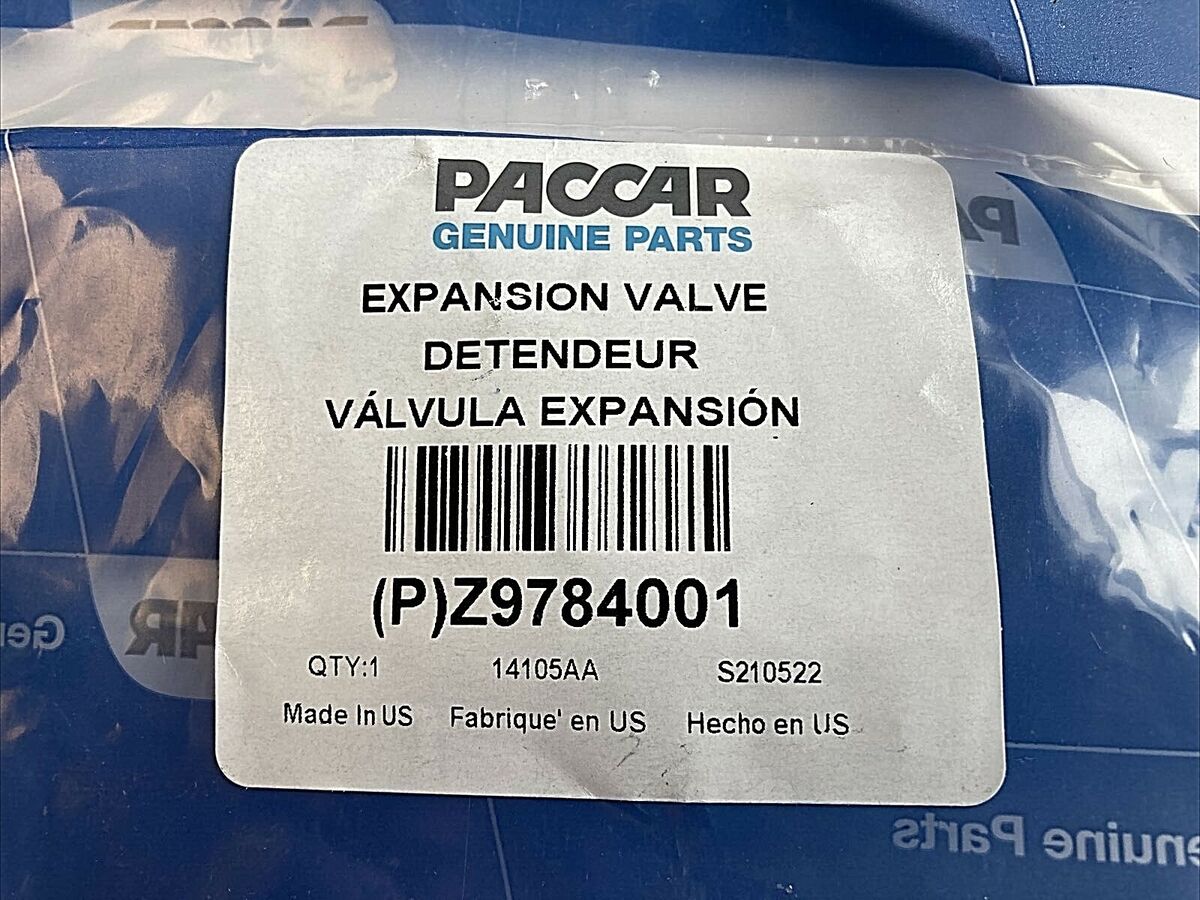 PACCAR
GENUINE PARTS
EXPANSION VALVE
DETENDEUR
VÁLVULA EXPANSIÓN
(P)Z9784001
QTY:1 14105AA S210522
Made In US Fabrique' en US Hecho en US
Genuine Parts